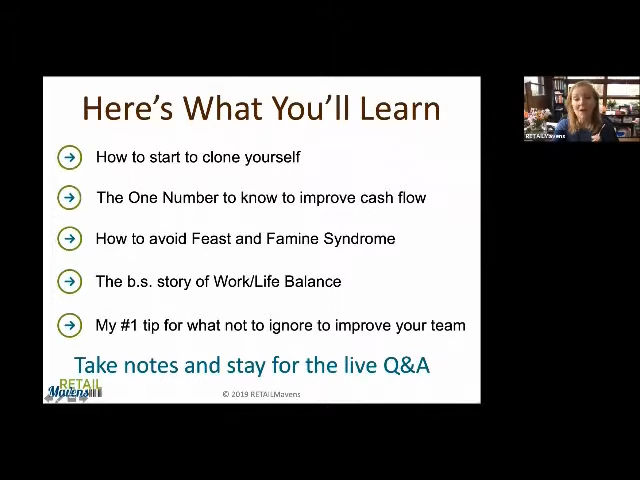 Here's What You'll Learn
How to start to clone yourself
The One Number to know to improve cash flow
How to avoid Feast and Famine Syndrome
The b.s. story of Work/Life Balance
My #1 tip for what not to ignore to improve your team
Take notes and stay for the live Q&A
RETAIL
Mavens
© 2019 RETAILMavens
RETAILMavens